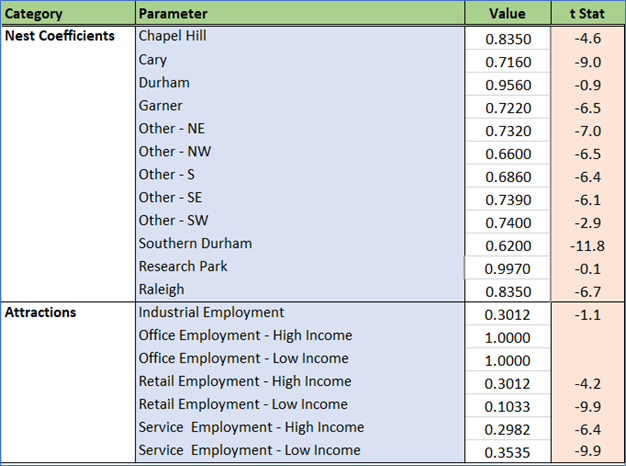 Category Parameter Value t Stat
Nest Coefficients Chapel Hill 0.8350 -4.6
Cary 0.7160 -9.0
Durham 0.9560 -0.9
Garner 0.7220 -6.5
Other - NE 0.7320 -7.0
Other - NW 0.6600 -6.5
Other - S 0.6860 -6.4
Other - SE 0.7390 -6.1
Other - SW 0.7400 -2.9
Southern Durham 0.6200 -11.8
Research Park 0.9970 -0.1
Raleigh 0.8350 -6.7
Attractions Industrial Employment 0.3012 -1.1
Office Employment - High Income 1.0000
Office Employment - Low Income 1.0000
Retail Employment - High Income 0.3012 -4.2
Retail Employment - Low Income 0.1033 -9.9
Service  Employment - High Income 0.2982 -6.4
Service  Employment - Low Income 0.3535 -9.9